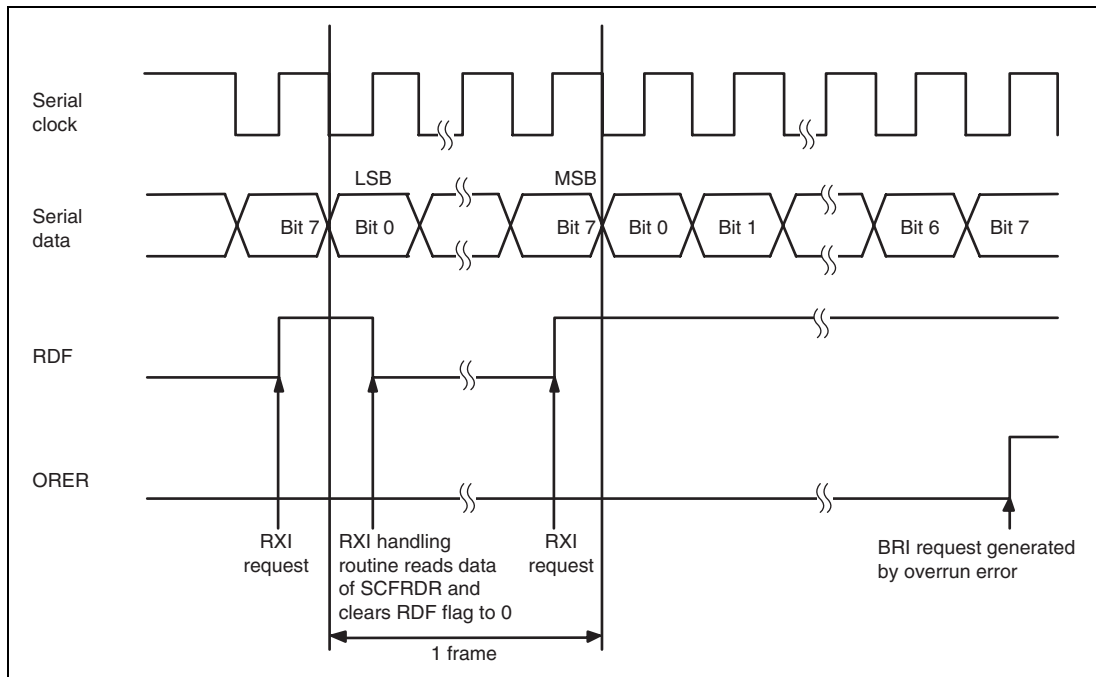 Serial
clock
LSB
MSB
Serial
data
Bit 7
Bit 0
Bit 7
Bit 0
Bit 1
Bit 6
Bit 7
RDF
ORER
RXI
request
RXI handling
routine reads data
of SCFRDR and
clears RDF flag to 0
RXI
request
BRI request generated
by overrun error
1 frame